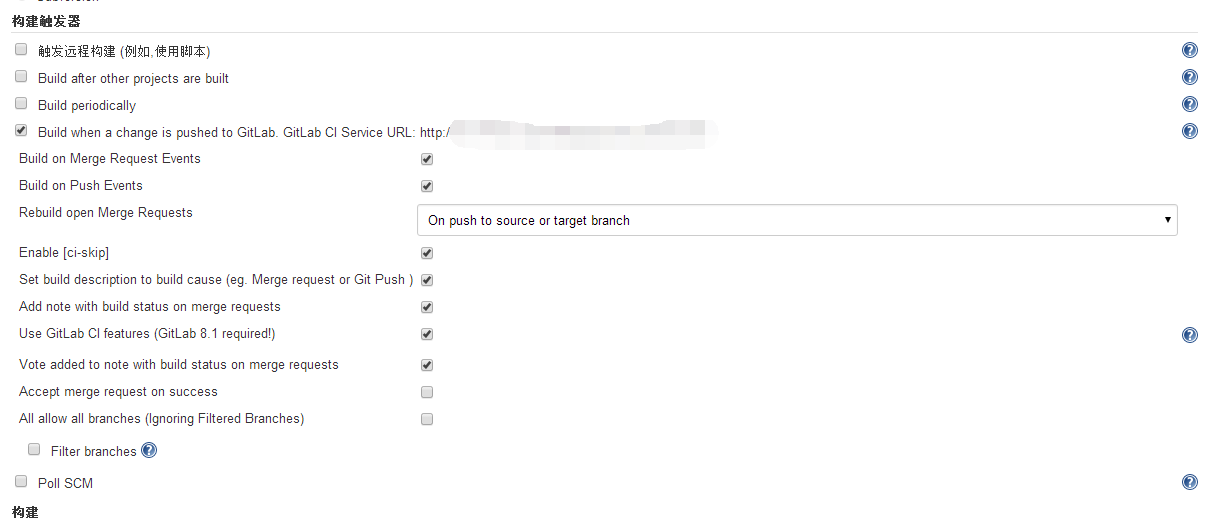 构建触发器
触发远程构建 (例如,使用脚本)
Build after other projects are built
Build periodically
Build when a change is pushed to GitLab. GitLab CI Service URL: http:/
Build on Merge Request Events
Build on Push Events
Rebuild open Merge Requests
On push to source or target branch
Enable [ci-skip]
Set build description to build cause (eg. Merge request or Git Push )
Add note with build status on merge requests
Use GitLab CI features (GitLab 8.1 required!)
Vote added to note with build status on merge requests
Accept merge request on success
All allow all branches (Ignoring Filtered Branches)
Filter branches
Poll SCM
构建